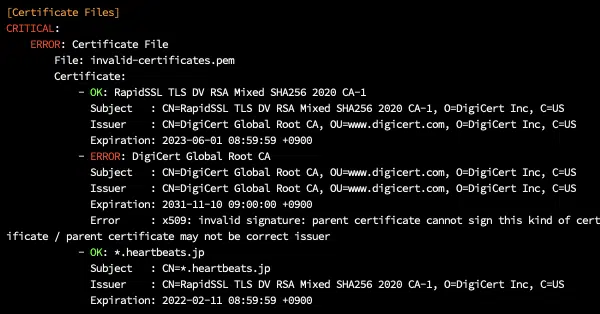 [Certificate Files]
CRITICAL:
ERROR: Certificate File
File: invalid-certificates.pem
Certificate:
- OK: RapidSSL TLS DV RSA Mixed SHA256 2020 CA-1
Subject : CN=RapidSSL TLS DV RSA Mixed SHA256 2020 CA-1, O=DigiCert Inc, C=US
Issuer : CN=DigiCert Global Root CA, OU=www.digicert.com, O=DigiCert Inc, C=US
Expiration: 2023-06-01 08:59:59 +0900
- ERROR: DigiCert Global Root CA
Subject : CN=DigiCert Global Root CA, OU=www.digicert.com, O=DigiCert Inc, C=US
Issuer : CN=DigiCert Global Root CA, OU=www.digicert.com, O=DigiCert Inc, C=US
Expiration: 2031-11-10 09:00:00 +0900
Error : x509: invalid signature: parent certificate cannot sign this kind of cert
ificate / parent certificate may not be correct issuer
- OK: *.heartbeats.jp
Subject : CN=*.heartbeats.jp
Issuer : CN=RapidSSL TLS DV RSA Mixed SHA256 2020 CA-1, O=DigiCert Inc, C=US
Expiration: 2022-02-11 08:59:59 +0900